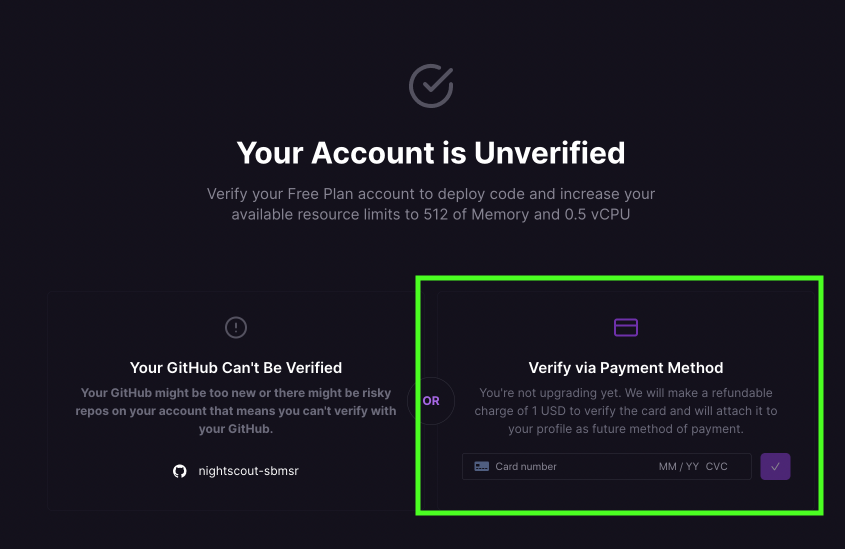 Your Account is Unverified
Verify your Free Plan account to deploy code and increase your
available resource limits to 512 of Memory and 0.5 vCPU
Your GitHub Can't Be Verified
Your GitHub might be too new or there might be risky
repos on your account that means you can't verify with
your GitHub.
nightscout-sbmsr
OR
Verify via Payment Method
You're not upgrading yet. We will make a refundable
charge of 1 USD to verify the card and will attach it to
your profile as future method of payment.
Card number MM / YY CVC